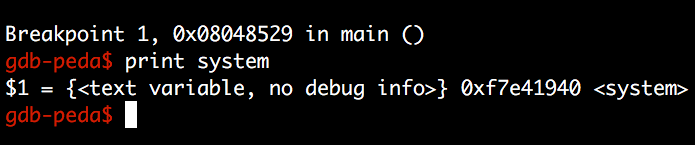 Breakpoint 1, 0x08048529 in main ()
gdb-peda$ print system
$1 = {<text variable, no debug info>} 0xf7e41940 <system>
gdb-peda$